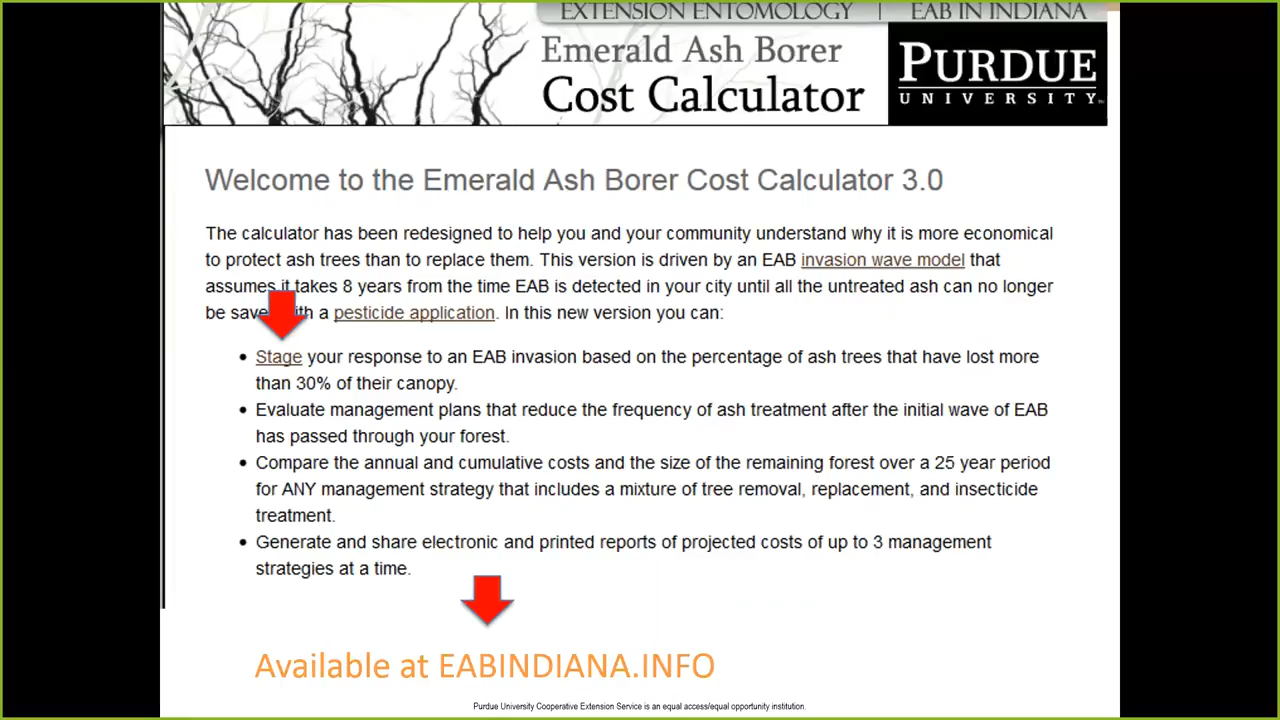 EXTENSION ENTOMOLOGY | EAB IN INDIANA
Emerald Ash Borer
Cost Calculator
PURDUE
UNIVERSITY
Welcome to the Emerald Ash Borer Cost Calculator 3.0
The calculator has been redesigned to help you and your community understand why it is more economical
to protect ash trees than to replace them. This version is driven by an EAB invasion wave model that
assumes it takes 8 years from the time EAB is detected in your city until all the untreated ash can no longer
be saved with a pesticide application. In this new version you can:
• Stage your response to an EAB invasion based on the percentage of ash trees that have lost more
than 30% of their canopy.
• Evaluate management plans that reduce the frequency of ash treatment after the initial wave of EAB
has passed through your forest.
• Compare the annual and cumulative costs and the size of the remaining forest over a 25 year period
for ANY management strategy that includes a mixture of tree removal, replacement, and insecticide
treatment.
• Generate and share electronic and printed reports of projected costs of up to 3 management
strategies at a time.
Available at EABINDIANA.INFO
Purdue University Cooperative Extension Service is an equal access/equal opportunity institution.